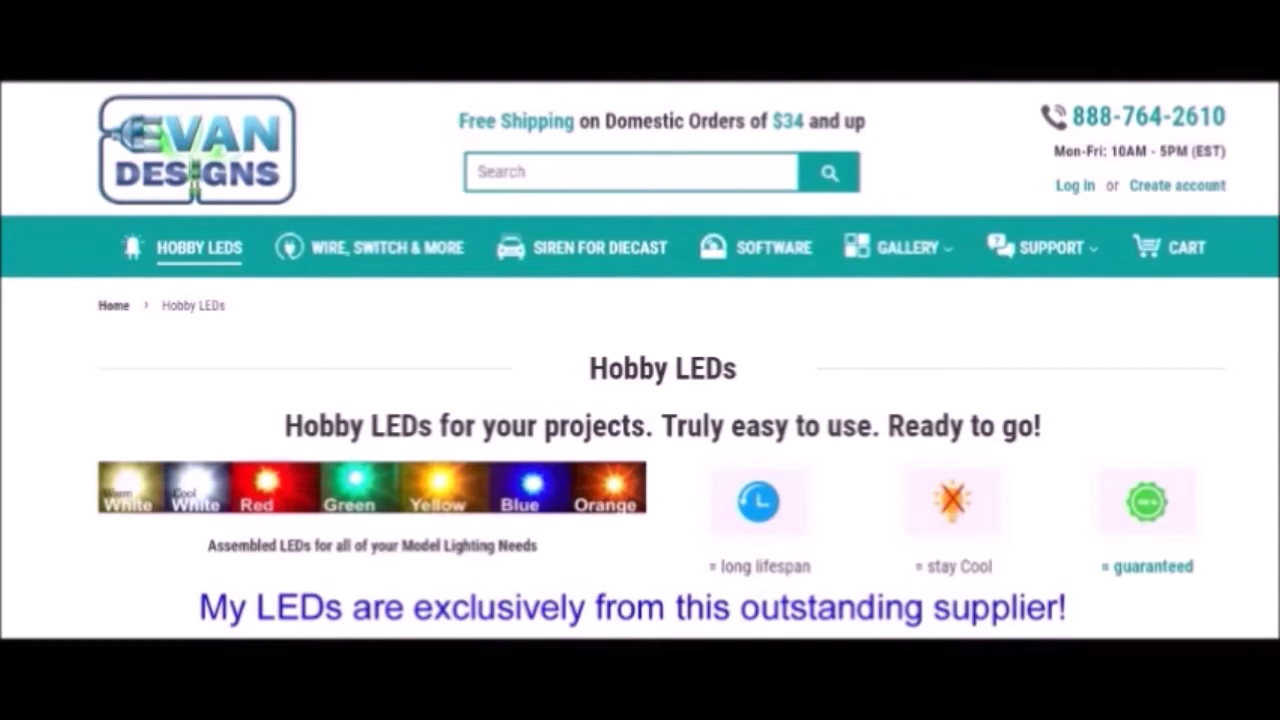 EVAN
DESIGNS
Free Shipping on Domestic Orders of $34 and up
Search
888-764-2610
Mon-Fri: 10AM - 5PM (EST)
Log In or Create account
HOBBY LEDS WIRE, SWITCH & MORE SIREN FOR DIECAST SOFTWARE GALLERY SUPPORT CART
Home › Hobby LEDs
Hobby LEDs
Hobby LEDs for your projects. Truly easy to use. Ready to go!
Warm White Cool White Red Green Yellow Blue Orange
Assembled LEDs for all of your Model Lighting Needs
= long lifespan = stay Cool = guaranteed
My LEDs are exclusively from this outstanding supplier!